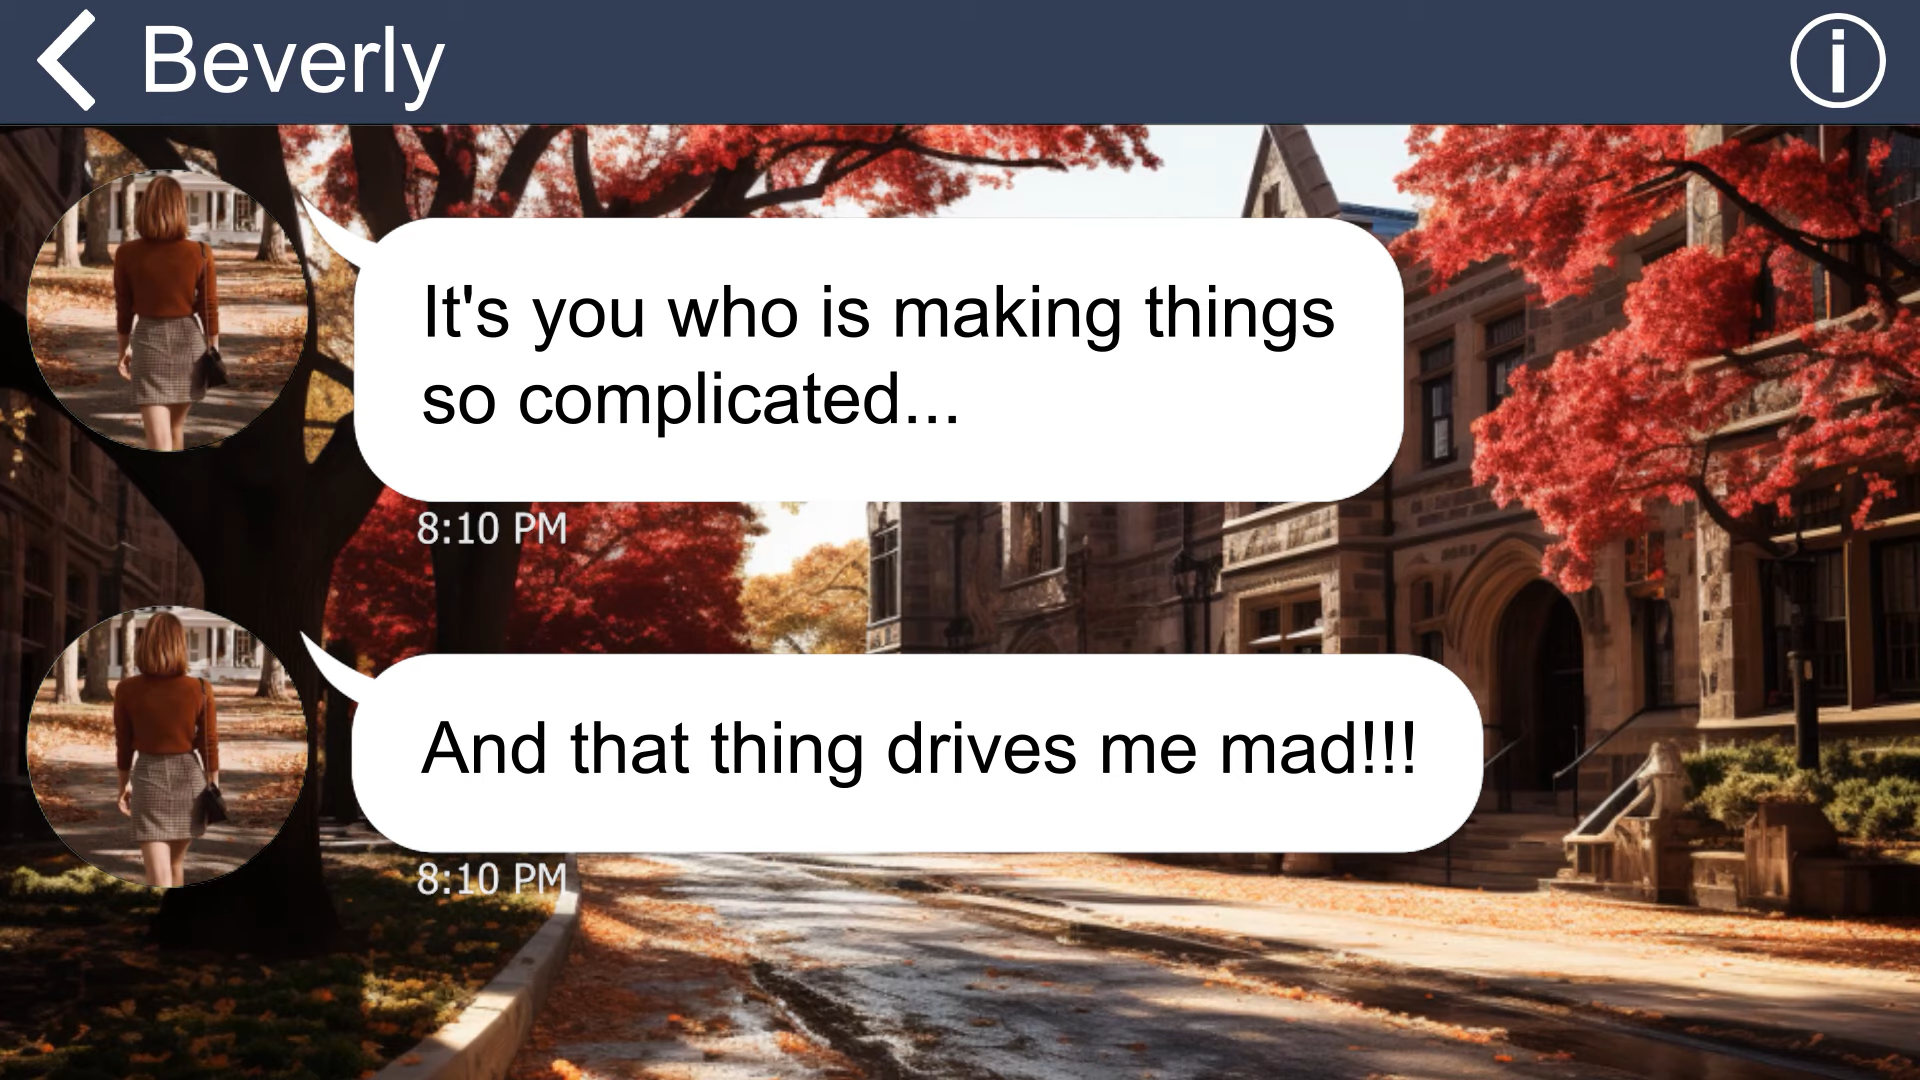 Beverly
It's you who is making things
so complicated...
8:10 PM
And that thing drives me mad!!!
8:10 PM